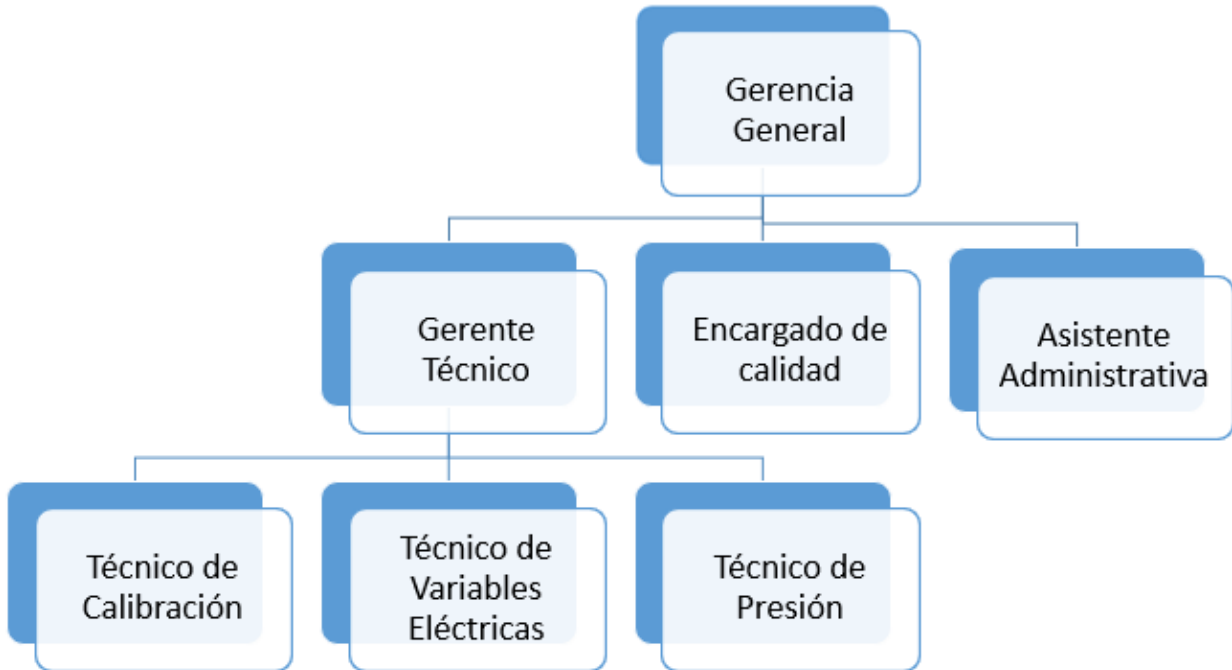 Gerencia
General
Gerente
Técnico
Encargado de
calidad
Asistente
Administrativa
Técnico de
Calibración
Técnico de
Variables
Eléctricas
Técnico de
Presión